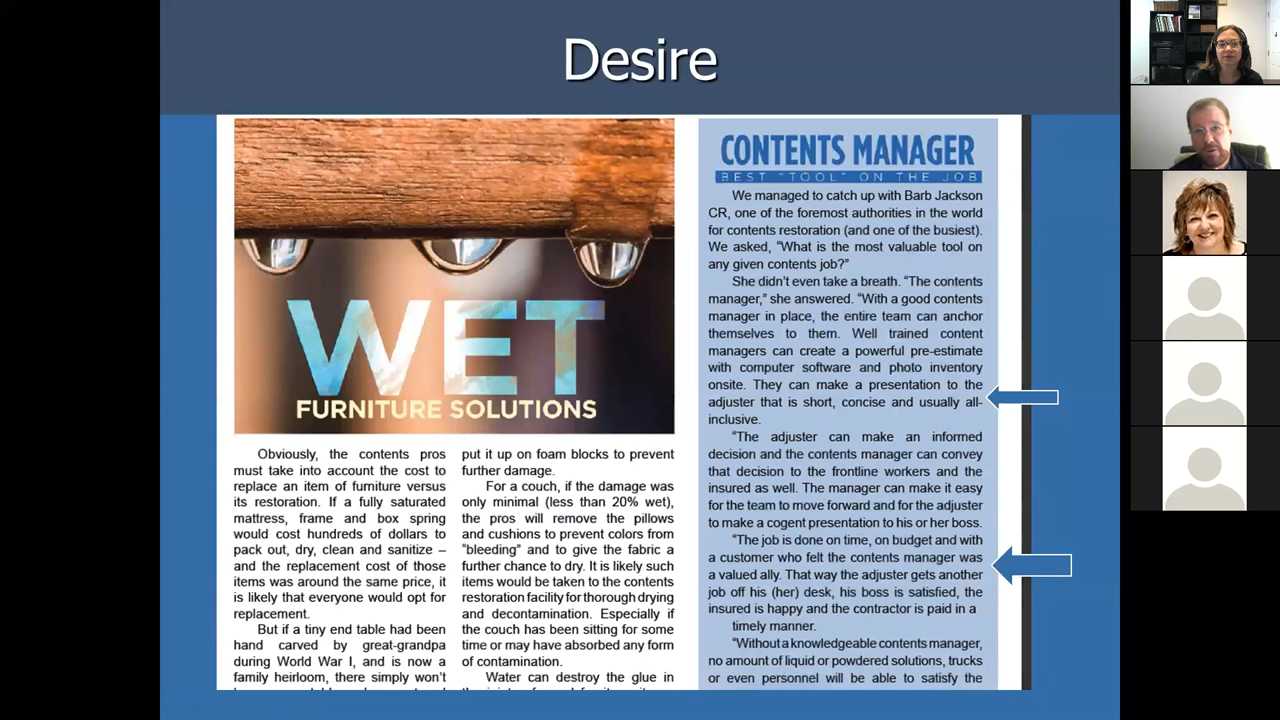 Desire
WET
FURNITURE SOLUTIONS
Obviously, the contents pros
must take into account the cost to
replace an item of furniture versus
its restoration. If a fully saturated
mattress, frame and box spring
would cost hundreds of dollars to
pack out, dry, clean and sanitize –
and the replacement cost of those
items was around the same price, it
is likely that everyone would opt for
replacement.
But if a tiny end table had been
hand carved by great-grandpa
during World War I, and is now a
family heirloom, there simply won't
put it up on foam blocks to prevent
further damage.
For a couch, if the damage was
only minimal (less than 20% wet),
the pros will remove the pillows
and cushions to prevent colors from
"bleeding" and to give the fabric a
further chance to dry. It is likely such
items would be taken to the contents
restoration facility for thorough drying
and decontamination. Especially if
the couch has been sitting for some
time or may have absorbed any form
of contamination.
Water can destroy the glue in
CONTENTS MANAGER
BEST "TOOL" ON THE JOB
We managed to catch up with Barb Jackson
CR, one of the foremost authorities in the world
for contents restoration (and one of the busiest).
We asked, "What is the most valuable tool on
any given contents job?"
She didn't even take a breath. "The contents
manager," she answered. "With a good contents
manager in place, the entire team can anchor
themselves to them. Well trained content
managers can create a powerful pre-estimate
with computer software and photo inventory
onsite. They can make a presentation to the
adjuster that is short, concise and usually all-
inclusive.
"The adjuster can make an informed
decision and the contents manager can convey
that decision to the frontline workers and the
insured as well. The manager can make it easy
for the team to move forward and for the adjuster
to make a cogent presentation to his or her boss.
"The job is done on time, on budget and with
a customer who felt the contents manager was
a valued ally. That way the adjuster gets another
job off his (her) desk, his boss is satisfied, the
insured is happy and the contractor is paid in a
timely manner.
"Without a knowledgeable contents manager,
no amount of liquid or powdered solutions, trucks
or even personnel will be able to satisfy the